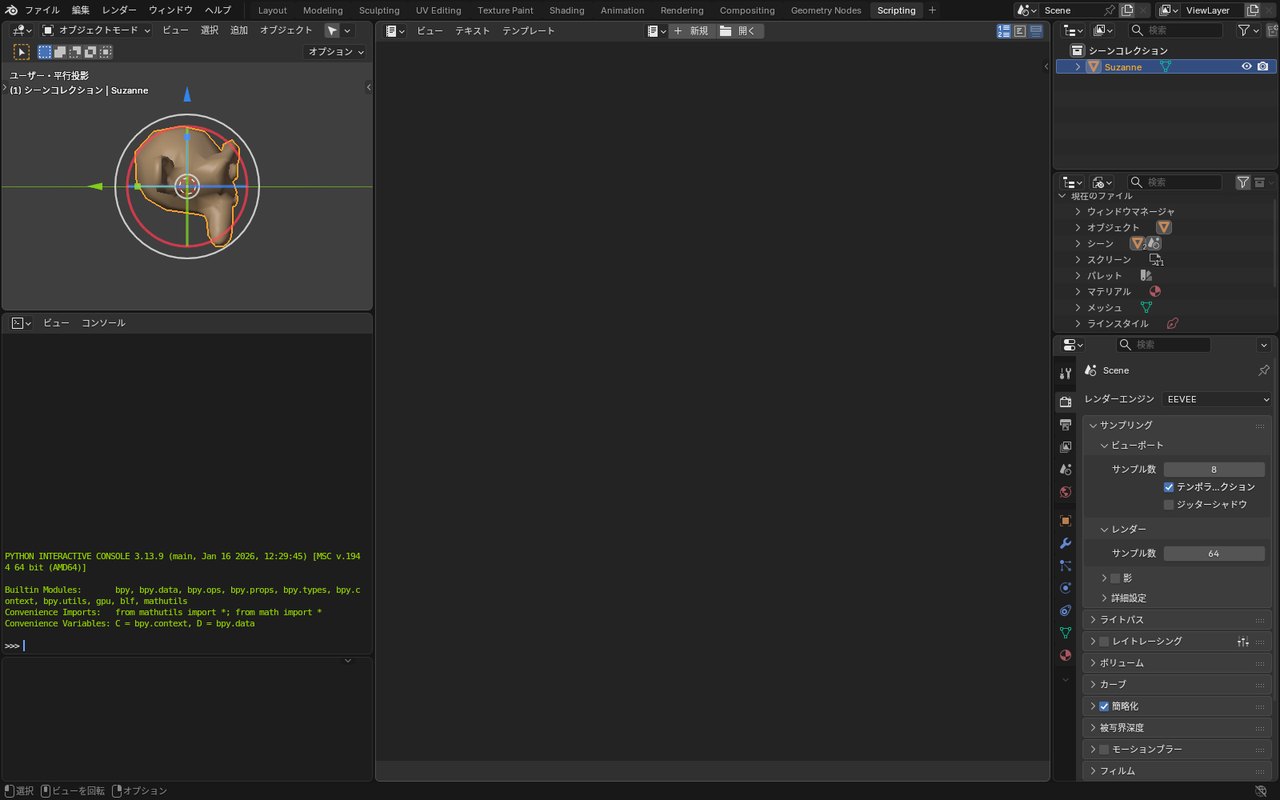 ファイル 編集 レンダー ウィンドウ ヘルプ Layout Modeling Sculpting UV Editing Texture Paint Shading Animation Rendering Compositing Geometry Nodes Scripting Scene ViewLayer
オブジェクトモード ビュー 選択 追加 オブジェクト
オプション
ユーザー・平行投影
(1) シーンコレクション | Suzanne
ビュー コンソール
PYTHON INTERACTIVE CONSOLE 3.13.9 (main, Jan 16 2026, 12:29:45) [MSC v.194
4 64 bit (AMD64)]
Builtin Modules: bpy, bpy.data, bpy.ops, bpy.props, bpy.types, bpy.c
ontext, bpy.utils, gpu, blf, mathutils
Convenience Imports: from mathutils import *; from math import *
Convenience Variables: C = bpy.context, D = bpy.data
>>>
ビュー テキスト テンプレート 新規 開く
検索
シーンコレクション
Suzanne
検索
現在のファイル
ウィンドウマネージャ
オブジェクト
シーン 2
スクリーン 11
パレット
マテリアル
メッシュ
ラインスタイル
検索
Scene
レンダーエンジン EEVEE
サンプリング
ビューポート
サンプル数 8
テンポラ...クション
ジッターシャドウ
レンダー
サンプル数 64
影
詳細設定
ライトパス
レイトレーシング
ボリューム
カーブ
簡略化
被写界深度
モーションブラー
フィルム
選択 ビューを回転 オプション